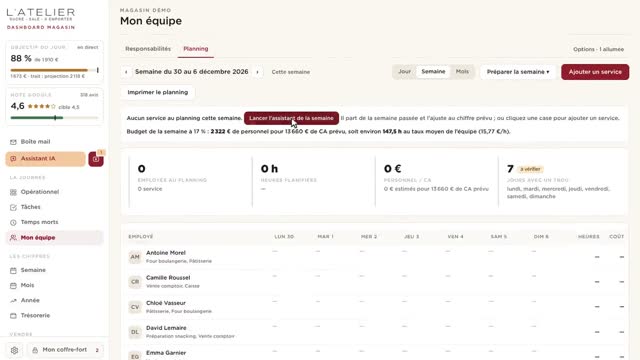 L'ATELIER
SUCRÉ · SALÉ · À EMPORTER
DASHBOARD MAGASIN
OBJECTIF DU JOUR
en direct
88 % de 1 910 €
1 673 € · trait : projection 2 118 €
NOTE GOOGLE
318 avis
4,6 ★★★★☆ cible 4,5
Boîte mail
Assistant IA
1
LA JOURNÉE
Opérationnel
Tâches
Temps morts
Mon équipe
LES CHIFFRES
Semaine
Mois
Année
Trésorerie
VENDRE
Mon coffre-fort 2
MAGASIN DÉMO
Mon équipe
Responsabilités
Planning
Options · 1 allumée
‹ Semaine du 30 au 6 décembre 2026 › Cette semaine
Jour Semaine Mois
Préparer la semaine ▾
Ajouter un service
Imprimer le planning
Aucun service au planning cette semaine. Lancer l'assistant de la semaine Il part de la semaine passée et l'ajuste au chiffre prévu ; ou cliquez une case pour ajouter un service.
Budget de la semaine à 17 % : 2 322 € de personnel pour 13 660 € de CA prévu, soit environ 147,5 h au taux moyen de l'équipe (15,77 €/h).
0
EMPLOYÉS AU PLANNING
0 service
0 h
HEURES PLANIFIÉES
—
0 €
PERSONNEL / CA
0 € estimés pour 13 660 € de CA prévu
7 à vérifier
JOURS AVEC UN TROU
lundi, mardi, mercredi, jeudi, vendredi, samedi, dimanche
EMPLOYÉ LUN 30 MAR 1 MER 2 JEU 3 VEN 4 SAM 5 DIM 6 HEURES COÛT
AM Antoine Morel — — — — — — — — —
Four boulangerie, Pâtisserie
CR Camille Roussel — — — — — — — — —
Vente comptoir, Caisse
CV Chloé Vasseur — — — — — — — — —
Pâtisserie, Four boulangerie
DL David Lemaire — — — — — — — — —
Préparation snacking, Vente comptoir
EG Emma Garnier — — — — — — — — —